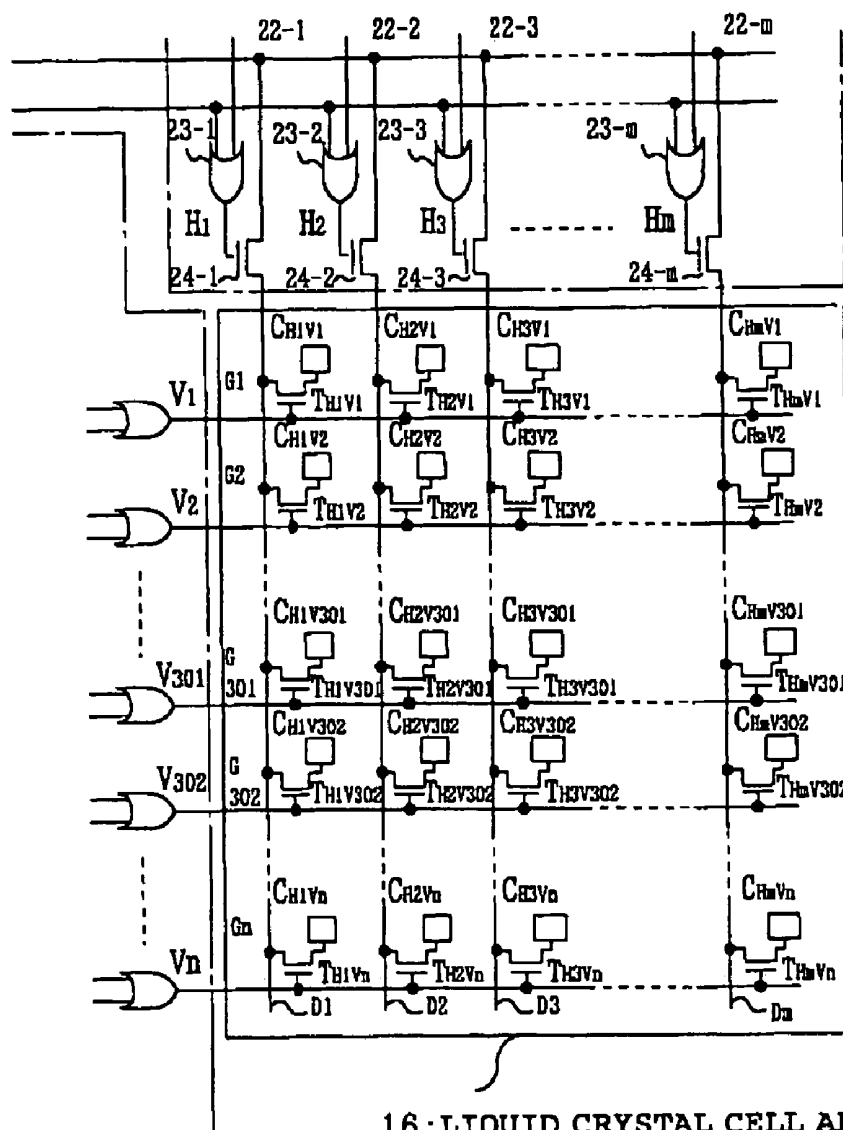 22-1 22-2 22-3 22-m
23-1 23-2 23-3 23-m
H1 H2 H3 Hm
24-1 24-2 24-3 24-m
CH1V1 CH2V1 CH3V1 CHmV1
V1 G1 TH1V1 TH2V1 TH3V1 THmV1
CH1V2 CH2V2 CH3V2 CHmV2
V2 G2 TH1V2 TH2V2 TH3V2 THmV2
CH1V301 CH2V301 CH3V301 CHmV301
V301 G 301 TH1V301 TH2V301 TH3V301 THmV301
CH1V302 CH2V302 CH3V302 CHmV302
V302 G 302 TH1V302 TH2V302 TH3V302 THmV302
CH1Vn CH2Vn CH3Vn CHmVn
Vn Gn TH1Vn TH2Vn TH3Vn THmVn
D1 D2 D3 Dm
16:LIQUID CRYSTAL CELL